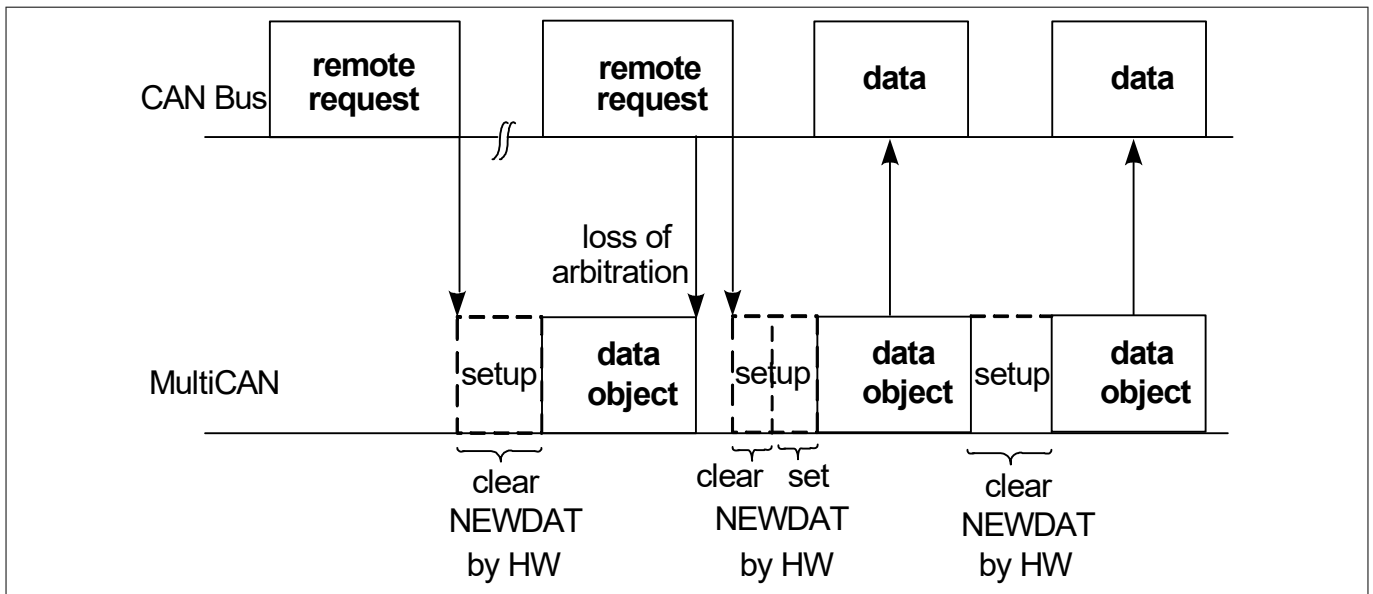 remote
request
remote
request
data
data
CAN Bus
loss of
arbitration
MultiCAN
setup
data
object
setup
data
object
setup
data
object
clear
NEWDAT
by HW
clear set
NEWDAT
by HW
clear
NEWDAT
by HW